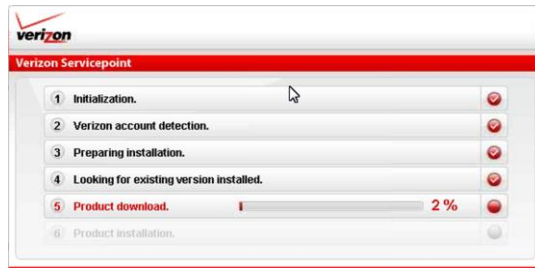 verizon
Verizon Servicepoint
1 Initialization.
2 Verizon account detection.
3 Preparing installation.
4 Looking for existing version installed.
5 Product download. 2 %
6 Product installation.